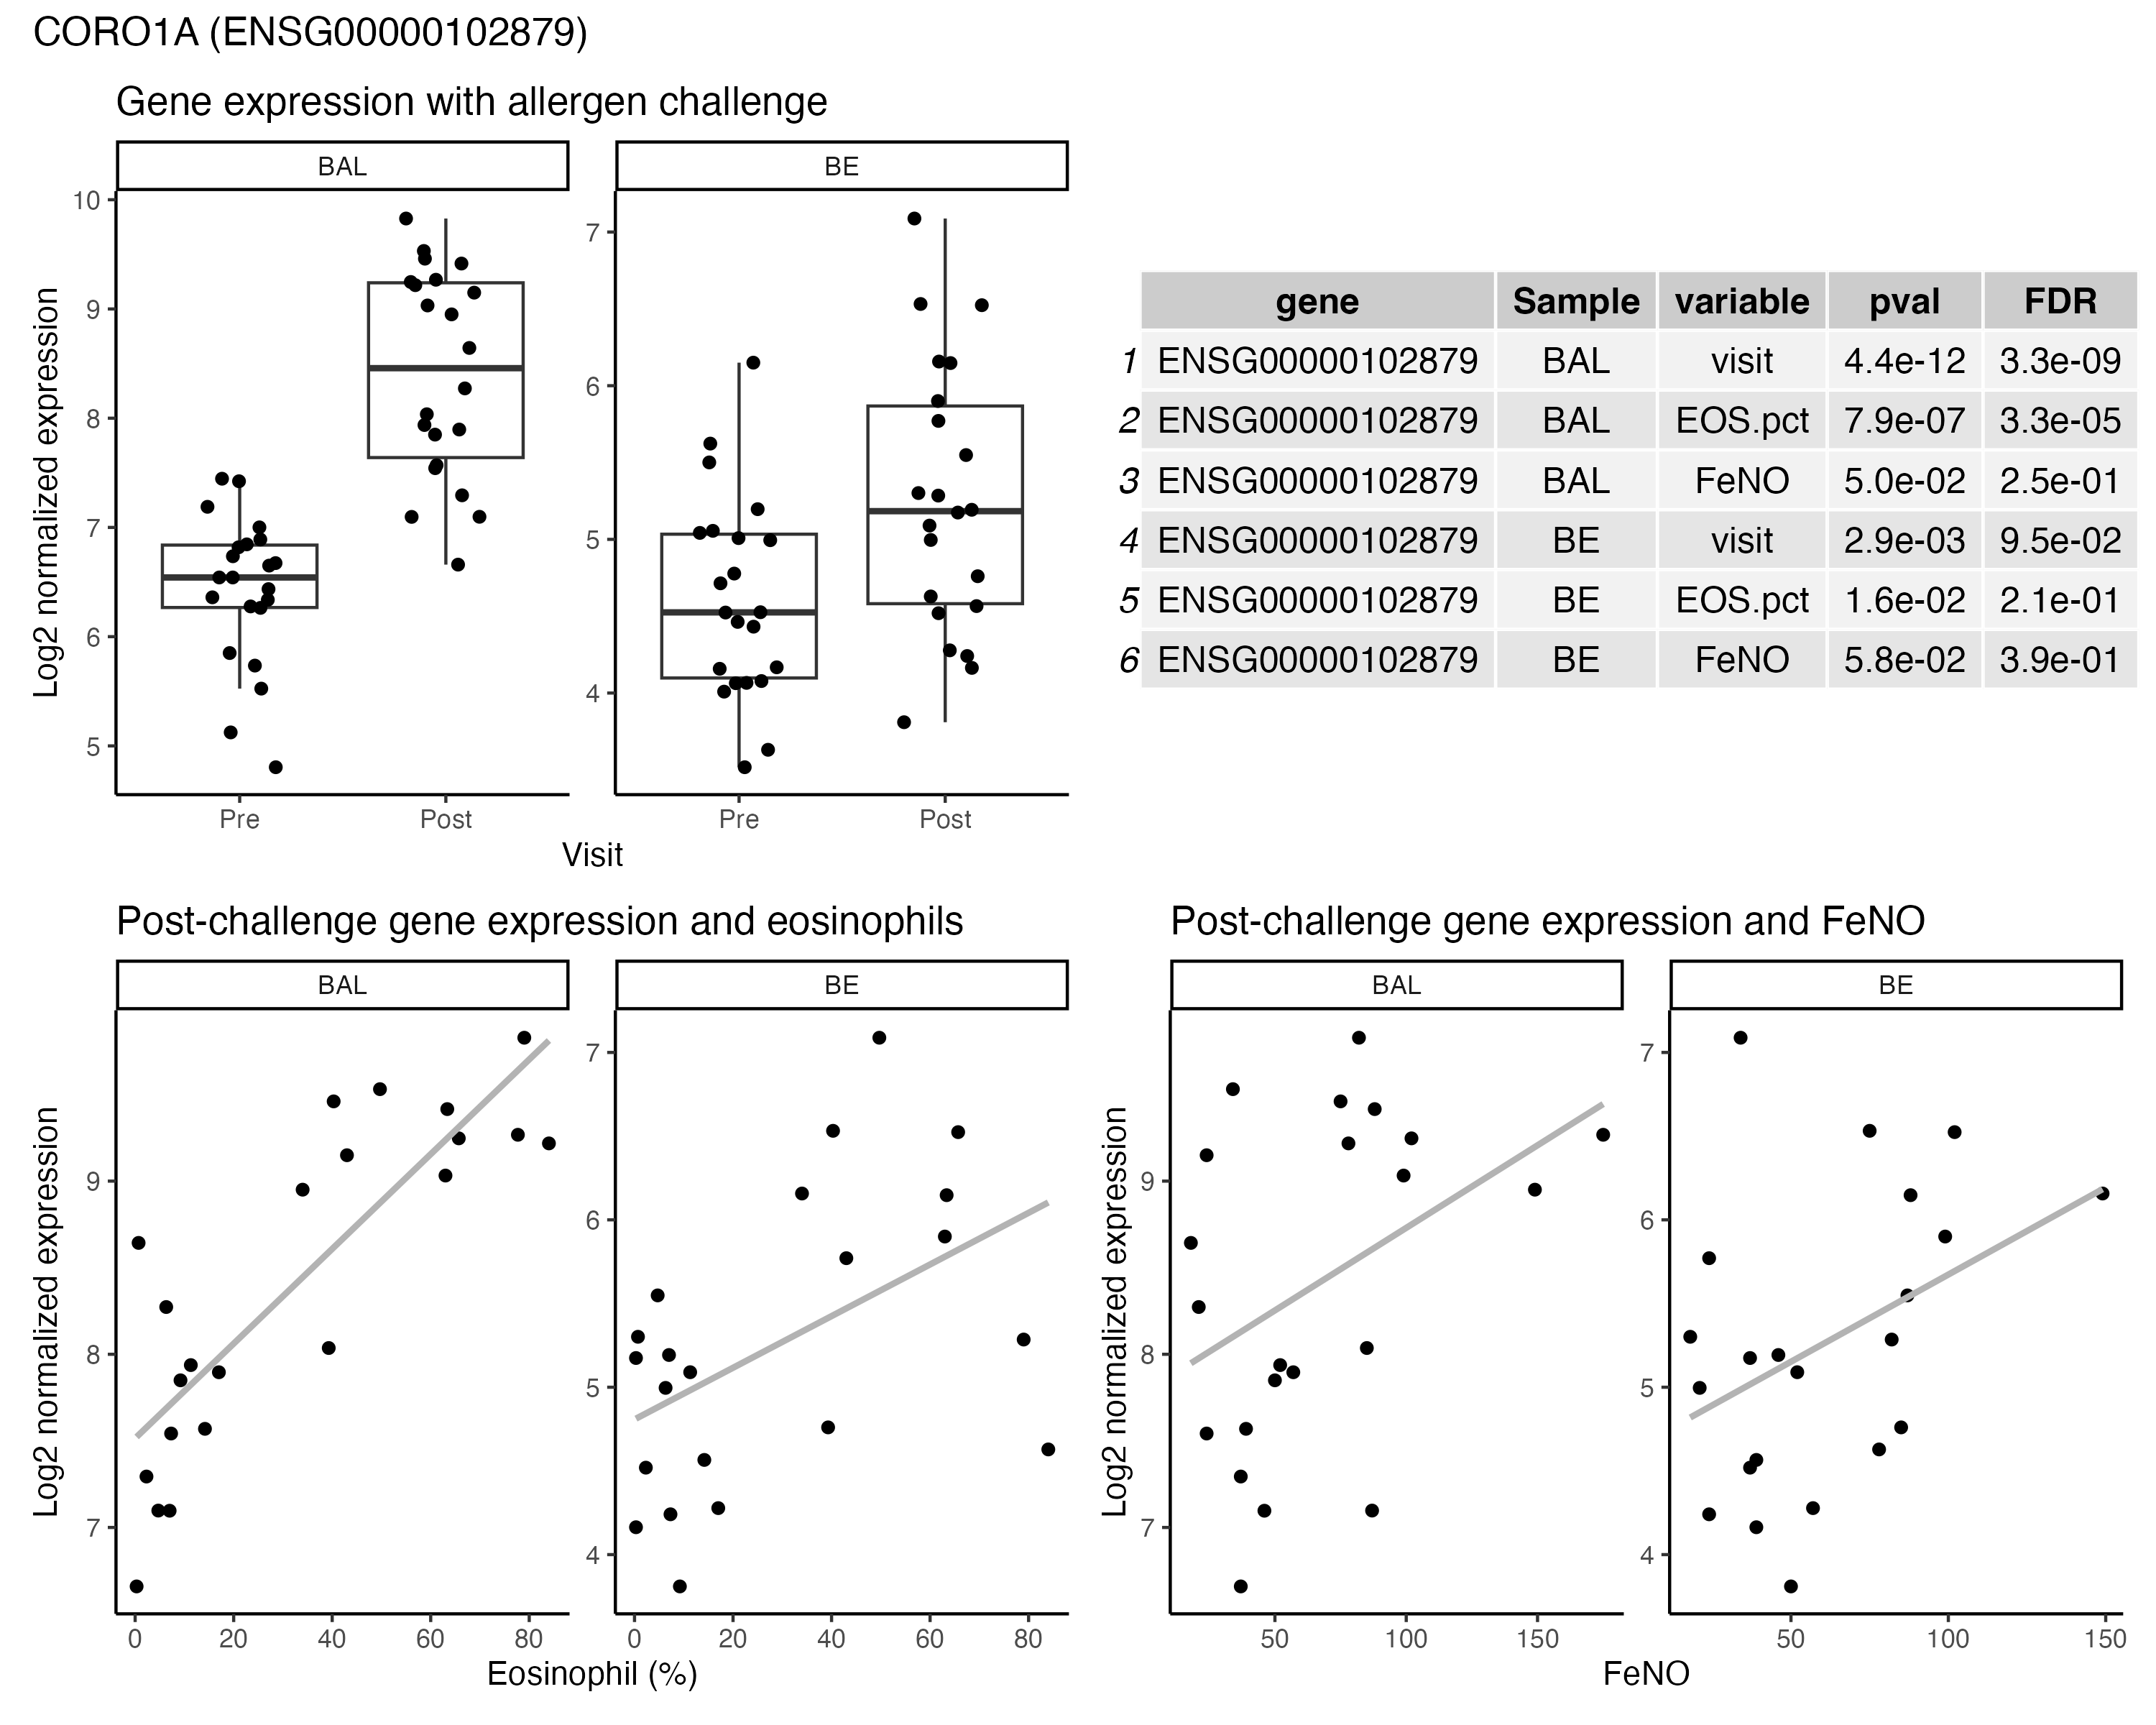 CORO1A (ENSG00000102879)
Gene expression with allergen challenge
BAL
BE
Log2 normalized expression
10
9
8
7
6
5
7
6
5
4
Pre
Post
Pre
Post
Visit
gene Sample variable pval FDR
1 ENSG00000102879 BAL visit 4.4e-12 3.3e-09
2 ENSG00000102879 BAL EOS.pct 7.9e-07 3.3e-05
3 ENSG00000102879 BAL FeNO 5.0e-02 2.5e-01
4 ENSG00000102879 BE visit 2.9e-03 9.5e-02
5 ENSG00000102879 BE EOS.pct 1.6e-02 2.1e-01
6 ENSG00000102879 BE FeNO 5.8e-02 3.9e-01
Post-challenge gene expression and eosinophils
BAL
BE
Log2 normalized expression
9
8
7
7
6
5
4
0 20 40 60 80
0 20 40 60 80
Eosinophil (%)
Post-challenge gene expression and FeNO
BAL
BE
Log2 normalized expression
9
8
7
7
6
5
4
50 100 150
50 100 150
FeNO